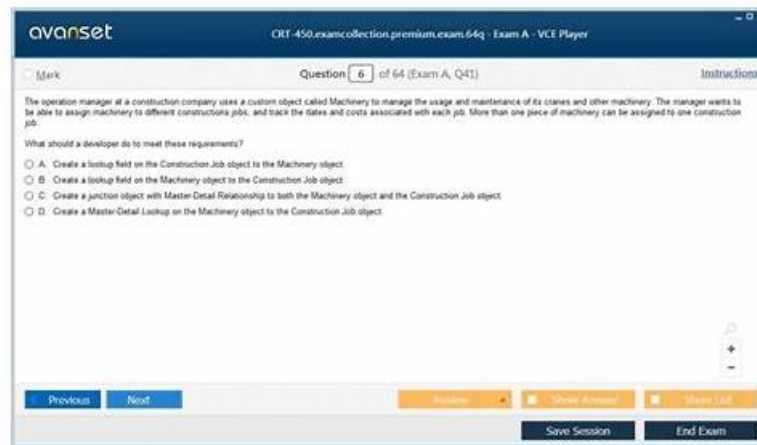 avanset
CRT-450.examcollection.premium.exam.64q - Exam A - VCE Player
Mark
Question 6 of 64 (Exam A, Q41)
Instructions
The operation manager at a construction company uses a custom object called Machinery to manage the usage and maintenance of its cranes and other machinery. The manager wants to
be able to assign machinery to different constructions jobs, and track the dates and costs associated with each job. More than one piece of machinery can be assigned to one construction
job.
What should a developer do to meet these requirements?
A. Create a lookup field on the Construction Job object to the Machinery object.
B. Create a lookup field on the Machinery object to the Construction Job object
C. Create a junction object with Master-Detail Relationship to both the Machinery object and the Construction Job object.
D. Create a Master-Detail Lookup on the Machinery object to the Construction Job object.
Previous
Next
Review
Show Answer
Show List
Save Session
End Exam